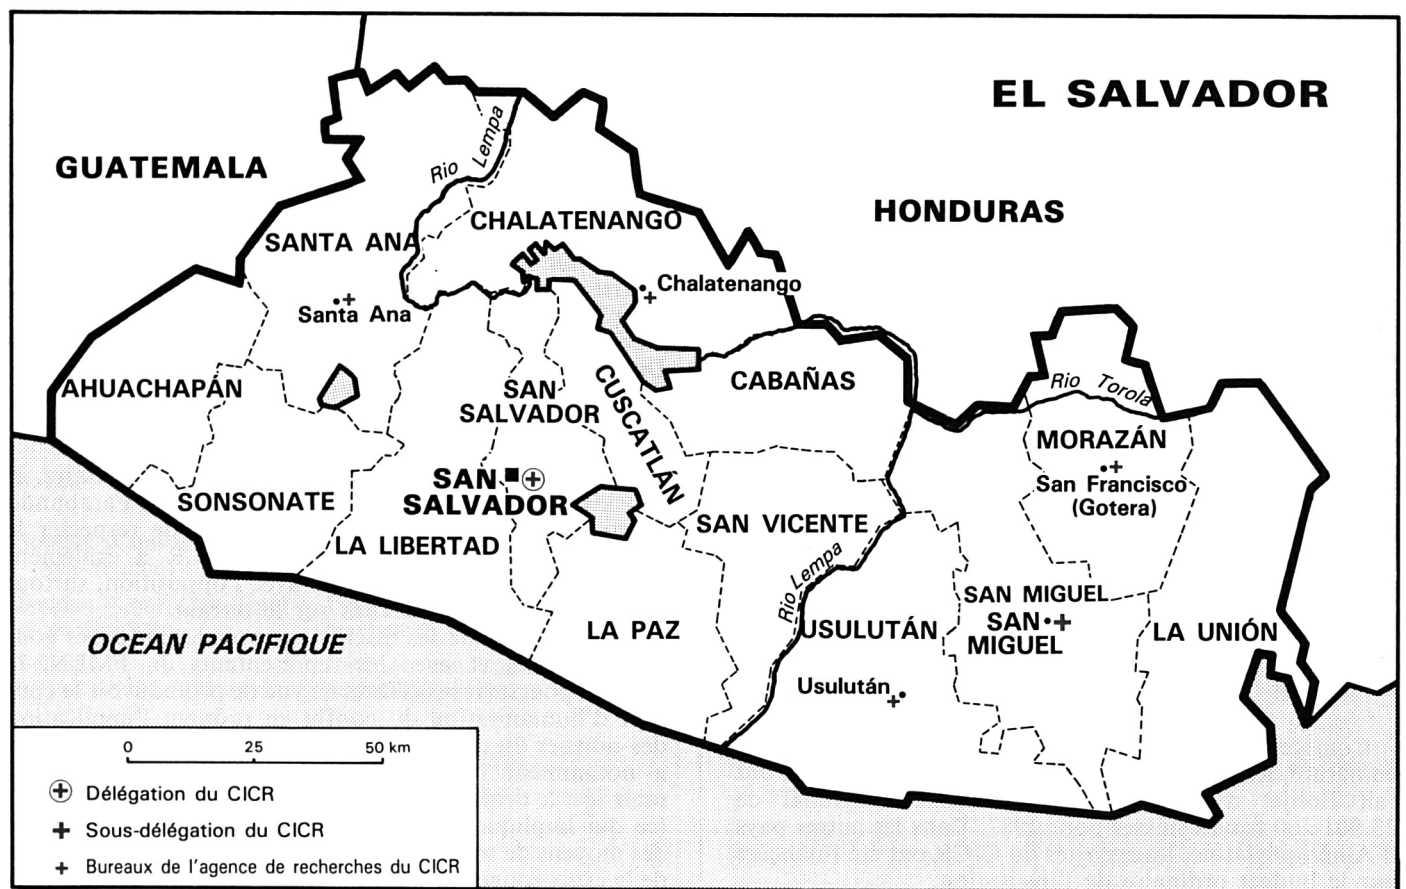 EL SALVADOR
GUATEMALA
HONDURAS
Rio Lempa
CHALATENANGO
SANTA ANA
Chalatenango
Santa Ana
AHUACHAPÁN
SAN
SALVADOR
CUSCATLÁN
CABAÑAS
Rio Torola
MORAZÁN
San Francisco
(Gotera)
SAN
SALVADOR
SONSONATE
LA LIBERTAD
SAN VICENTE
Rio Lempa
SAN MIGUEL
SAN
MIGUEL
LA PAZ
USULUTÁN
LA UNIÓN
OCEAN PACIFIQUE
Usulután
0 25 50 km
Délégation du CICR
Sous-délégation du CICR
Bureaux de l'agence de recherches du CICR